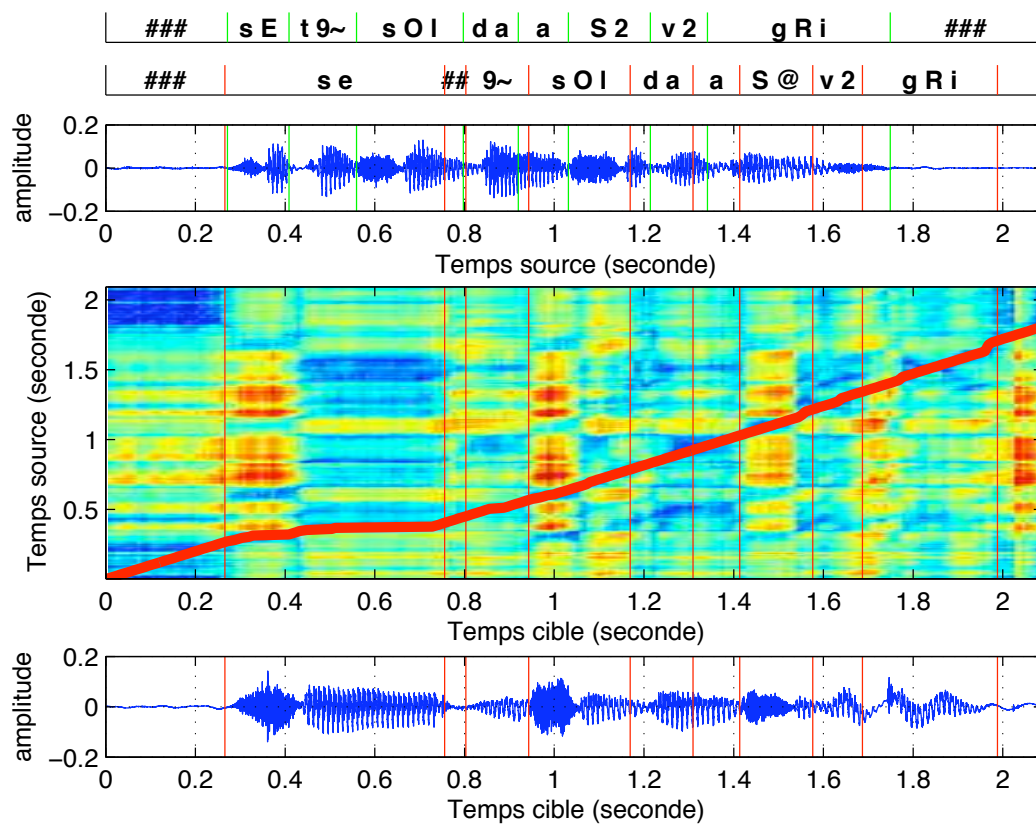 ### s E t 9~ s O l d a a S 2 v 2 g R i ###
### s e ## 9~ s O l d a a S @ v 2 g R i
0.2
0
−0.2
amplitude
0 0.2 0.4 0.6 0.8 1 1.2 1.4 1.6 1.8 2
Temps source (seconde)
2
1.5
1
0.5
Temps source (seconde)
0 0.2 0.4 0.6 0.8 1 1.2 1.4 1.6 1.8 2
Temps cible (seconde)
0.2
0
−0.2
amplitude
0 0.2 0.4 0.6 0.8 1 1.2 1.4 1.6 1.8 2
Temps cible (seconde)